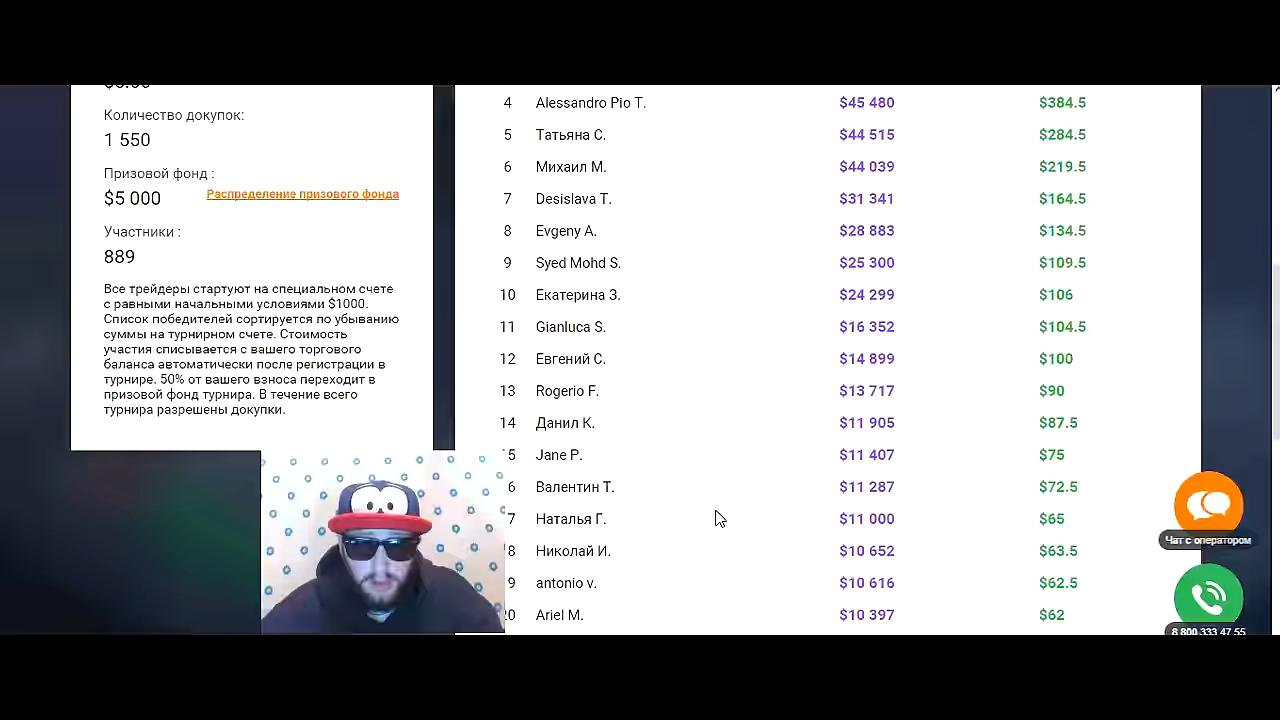 Количество докупок:
1 550
Призовой фонд :
$5 000
Распределение призового фонда
Участники :
889
Все трейдеры стартуют на специальном счете
с равными начальными условиями $1000.
Список победителей сортируется по убыванию
суммы на турнирном счете. Стоимость
участия списывается с вашего торгового
баланса автоматически после регистрации в
турнире. 50% от вашего взноса переходит в
призовой фонд турнира. В течение всего
турнира разрешены докупки.
4 Alessandro Pio T. $45 480 $384.5
5 Татьяна С. $44 515 $284.5
6 Михаил М. $44 039 $219.5
7 Desislava T. $31 341 $164.5
8 Evgeny A. $28 883 $134.5
9 Syed Mohd S. $25 300 $109.5
10 Екатерина З. $24 299 $106
11 Gianluca S. $16 352 $104.5
12 Евгений С. $14 899 $100
13 Rogerio F. $13 717 $90
14 Данил К. $11 905 $87.5
5 Jane P. $11 407 $75
6 Валентин Т. $11 287 $72.5
7 Наталья Г. $11 000 $65
8 Николай И. $10 652 $63.5
9 antonio v. $10 616 $62.5
20 Ariel M. $10 397 $62
Чат с оператором
8 800 333 47 55